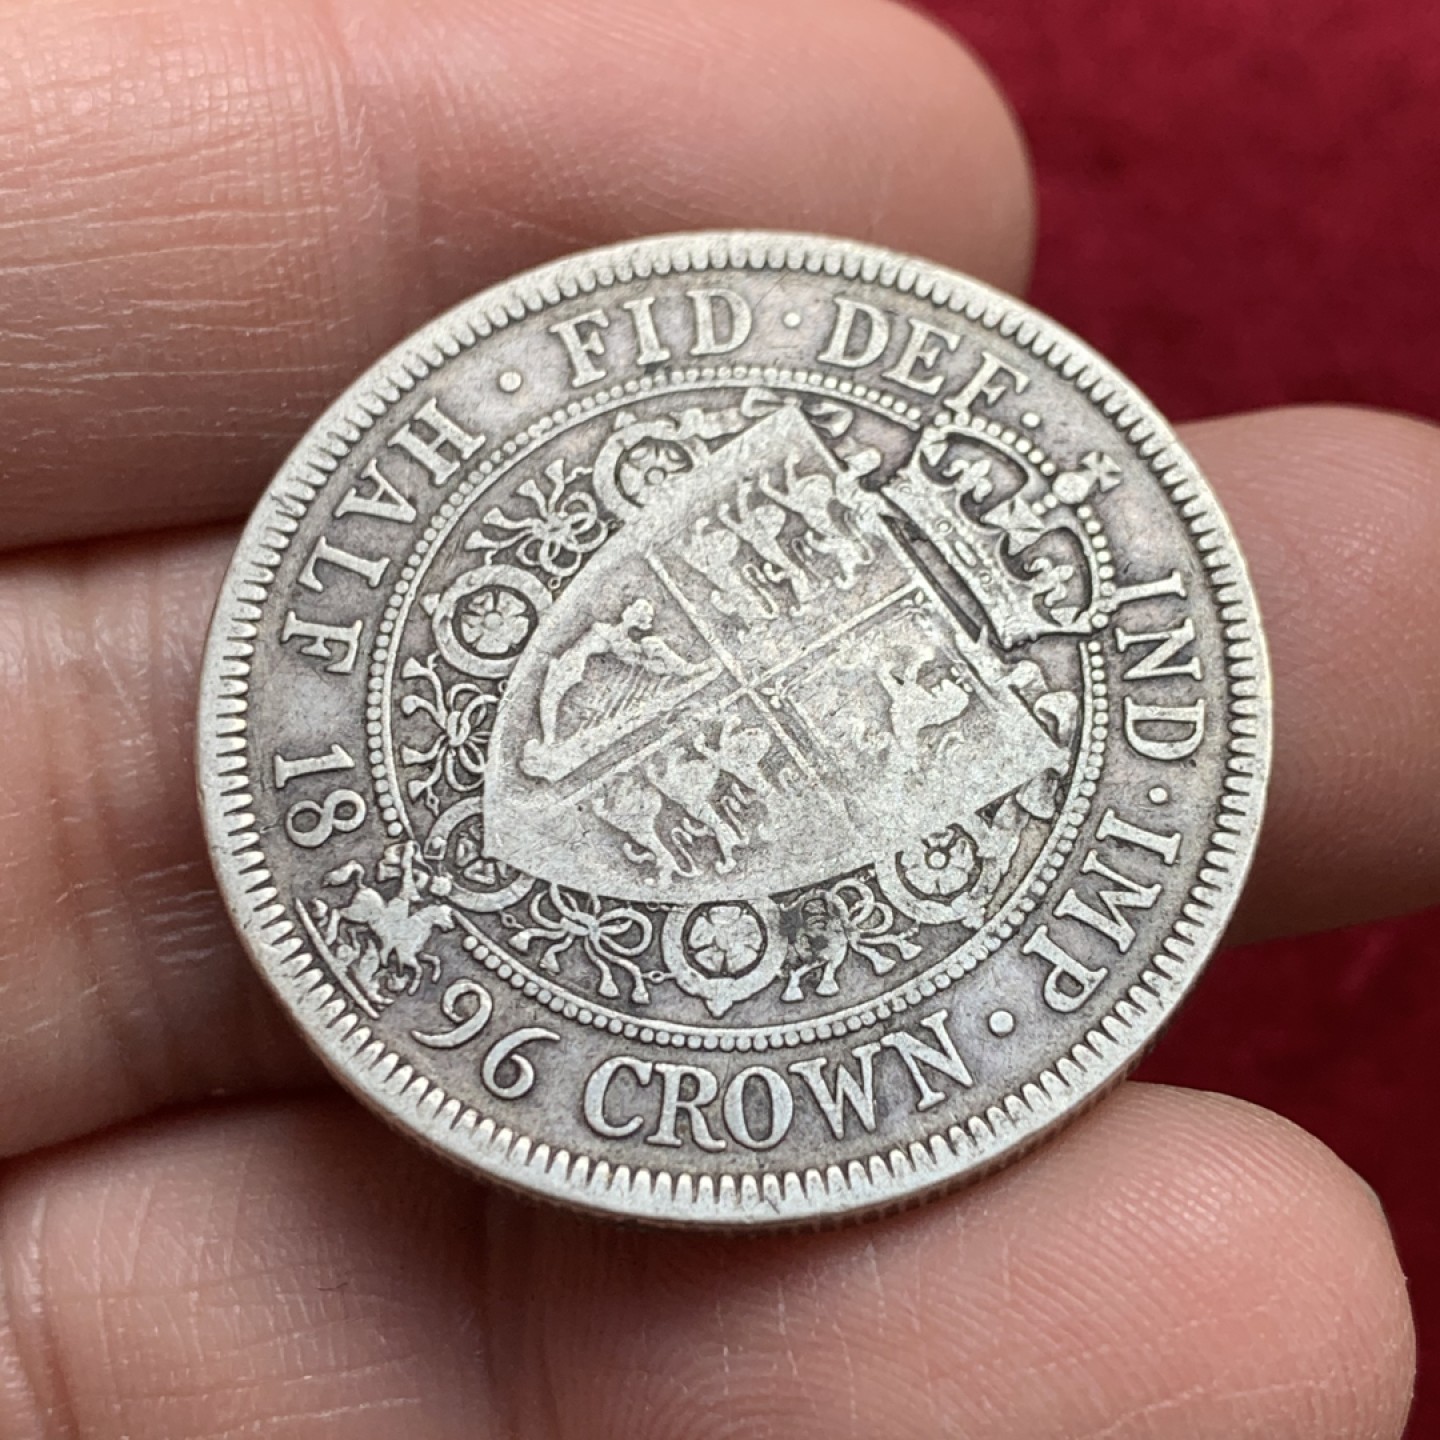 HALF · FID · DEF · IND · IMP · CROWN
18 96